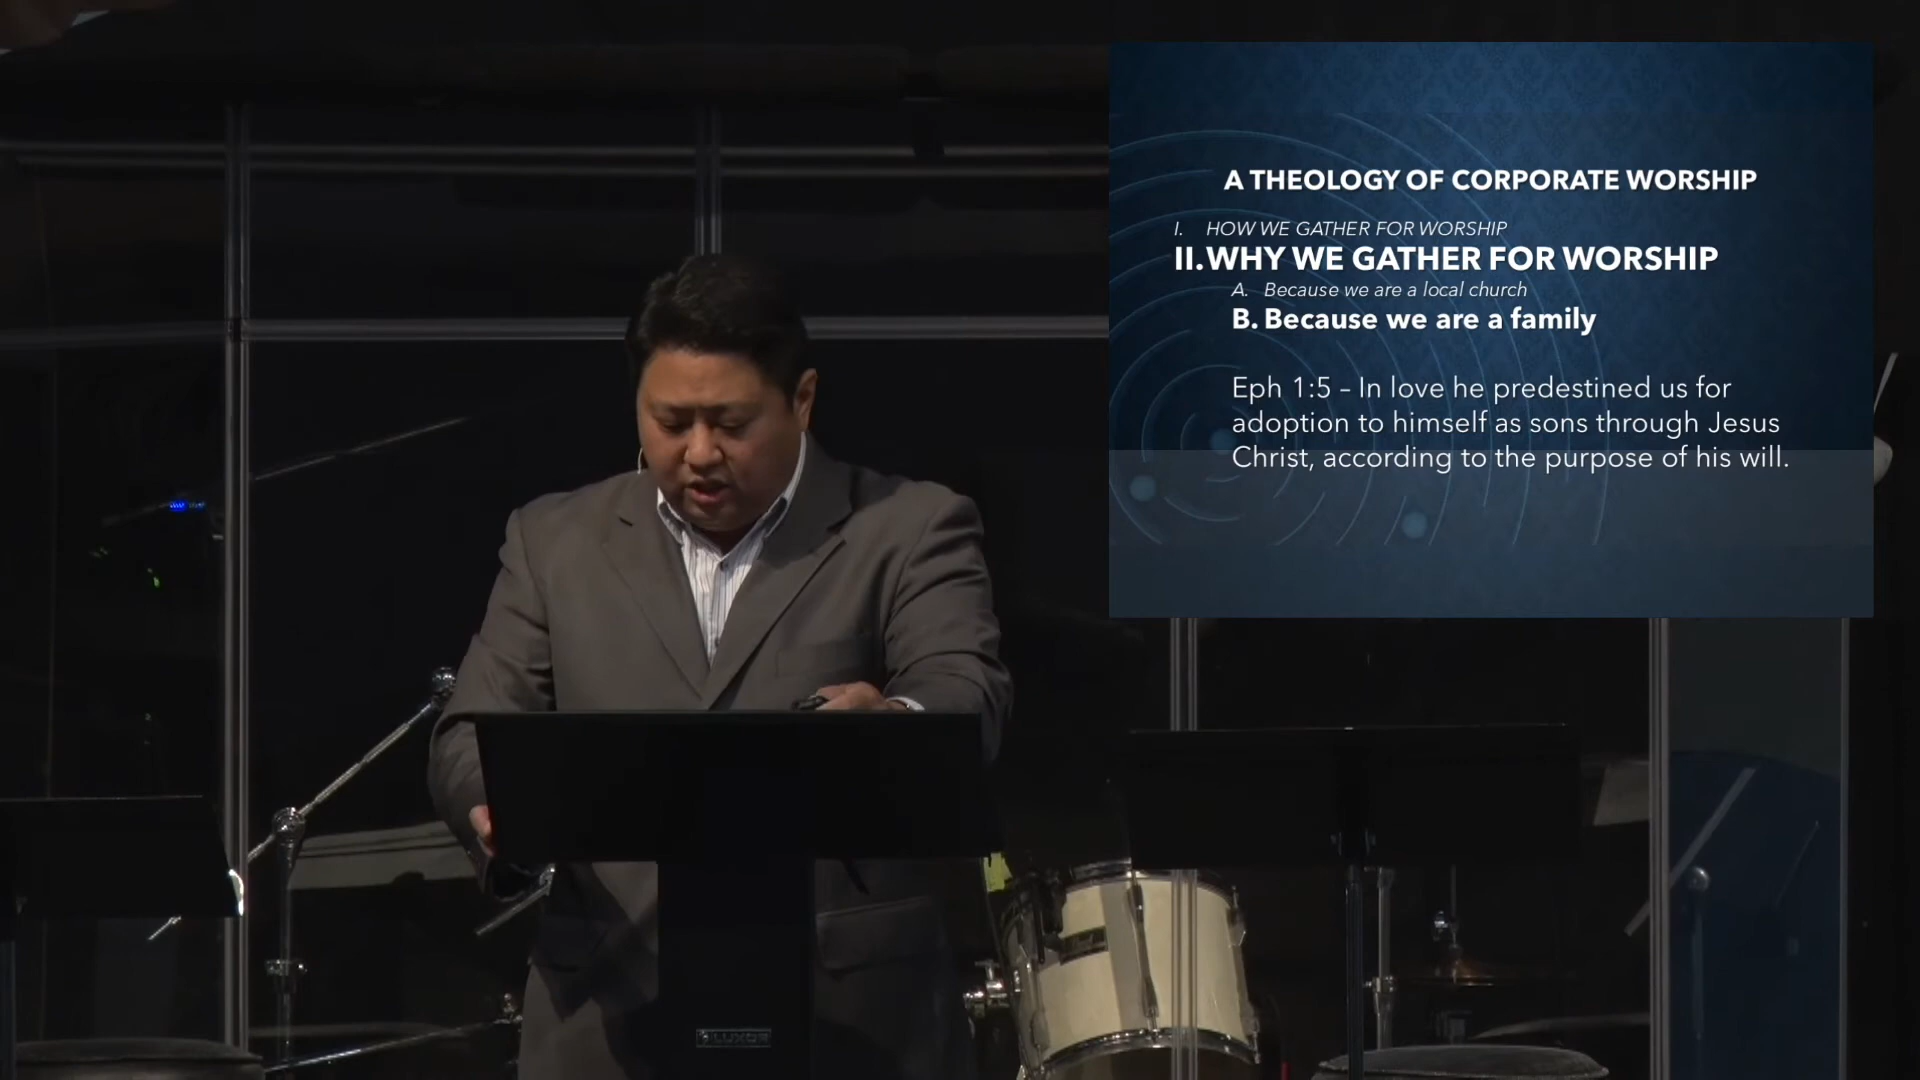 A THEOLOGY OF CORPORATE WORSHIP
I. HOW WE GATHER FOR WORSHIP
II. WHY WE GATHER FOR WORSHIP
A. Because we are a local church
B. Because we are a family
Eph 1:5 – In love he predestined us for
adoption to himself as sons through Jesus
Christ, according to the purpose of his will.
LUXOR